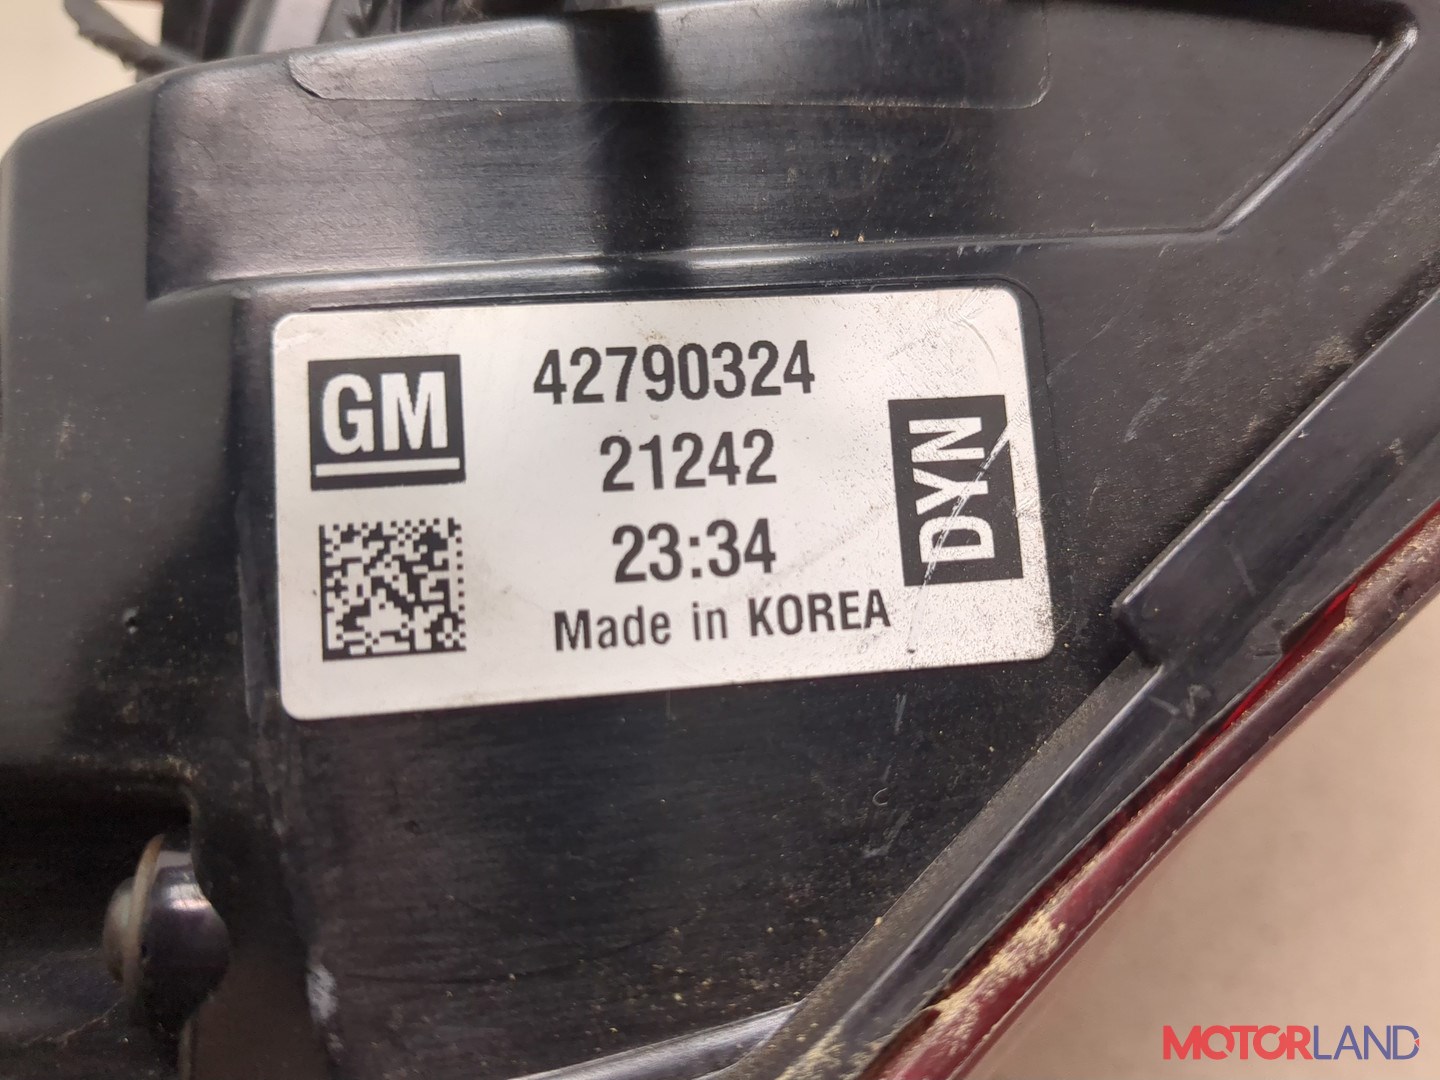 GM
42790324
21242
23:34
Made in KOREA
DYN
MOTORLAND